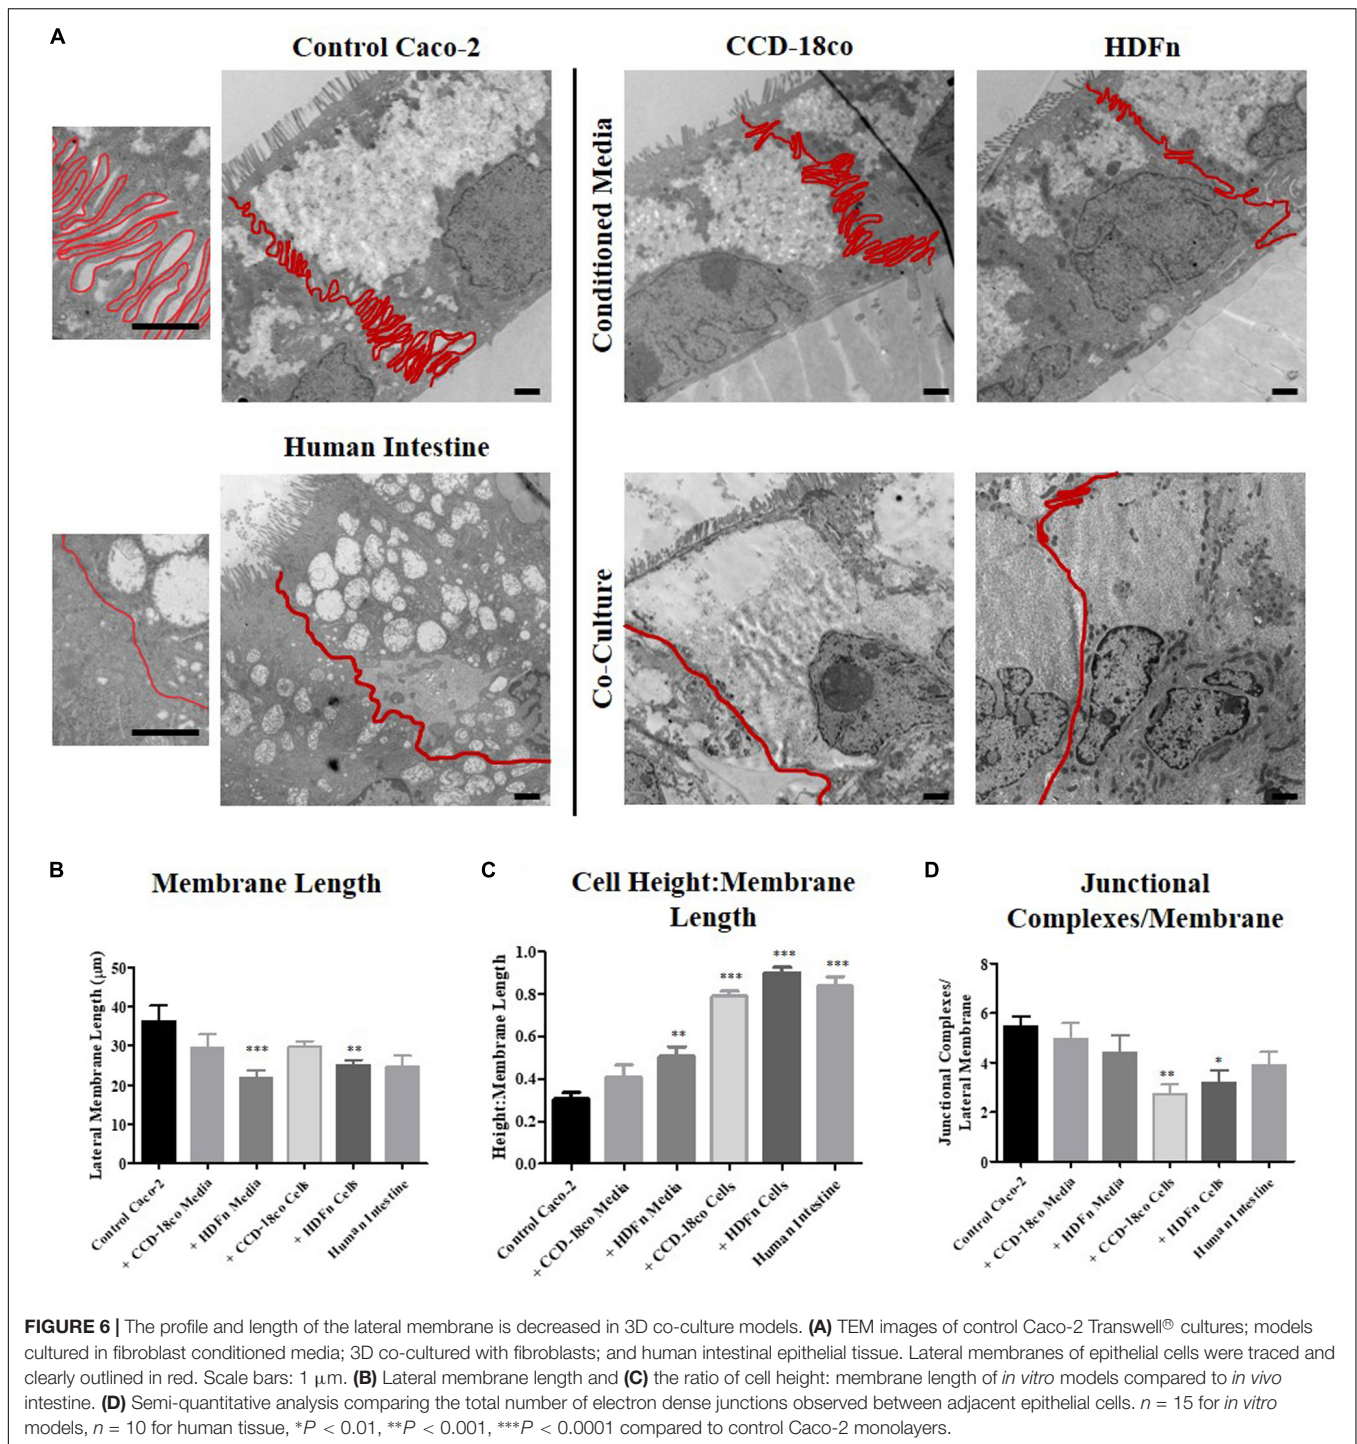 A
Control Caco-2
CCD-18co
HDFn
Conditioned Media
Human Intestine
Co-Culture
B
Membrane Length
Lateral Membrane Length (μm)
50
40
30
20
10
0
***
**
Control Caco-2
+ CCD-18co Media
+ HDFn Media
+ CCD-18co Cells
+ HDFn Cells
Human Intestine
C
Cell Height:Membrane
Length
Height:Membrane Length
1.0
0.8
0.6
0.4
0.2
0.0
**
***
***
***
Control Caco-2
+ CCD-18co Media
+ HDFn Media
+ CCD-18co Cells
+ HDFn Cells
Human Intestine
D
Junctional
Complexes/Membrane
Junctional Complexes/
Lateral Membrane
8
6
4
2
0
**
*
Control Caco-2
+ CCD-18co Media
+ HDFn Media
+ CCD-18co Cells
+ HDFn Cells
Human Intestine
FIGURE 6 | The profile and length of the lateral membrane is decreased in 3D co-culture models. (A) TEM images of control Caco-2 Transwell® cultures; models
cultured in fibroblast conditioned media; 3D co-cultured with fibroblasts; and human intestinal epithelial tissue. Lateral membranes of epithelial cells were traced and
clearly outlined in red. Scale bars: 1 μm. (B) Lateral membrane length and (C) the ratio of cell height: membrane length of in vitro models compared to in vivo
intestine. (D) Semi-quantitative analysis comparing the total number of electron dense junctions observed between adjacent epithelial cells. n = 15 for in vitro
models, n = 10 for human tissue, *P < 0.01, **P < 0.001, ***P < 0.0001 compared to control Caco-2 monolayers.